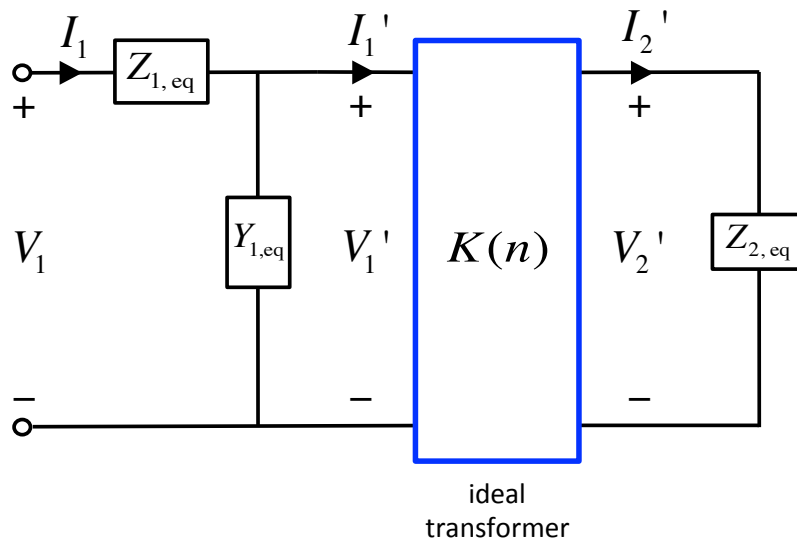 I₁ Z₁, eq I₁' I₂'
+ + +
V₁ Y₁,eq V₁' K(n) V₂' Z₂, eq
− − −
ideal
transformer